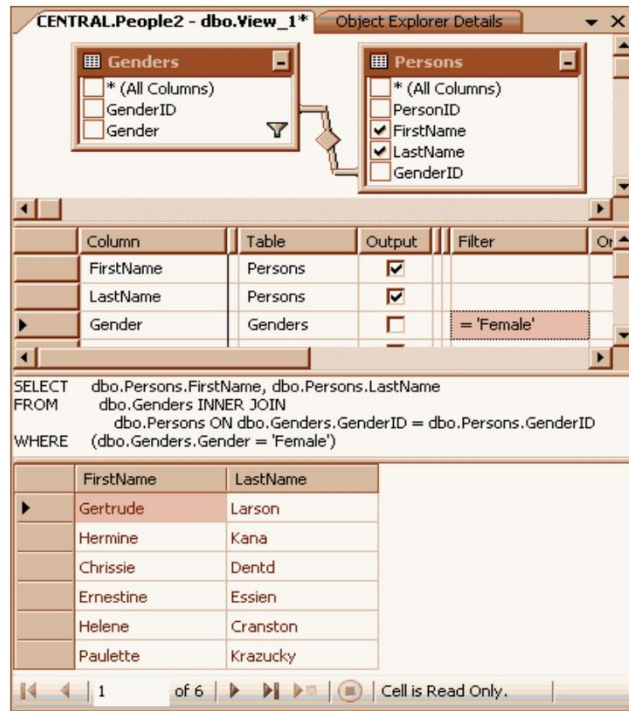 CENTRAL.People2 - dbo.View_1* Object Explorer Details
Genders
* (All Columns)
GenderID
Gender
Persons
* (All Columns)
PersonID
FirstName
LastName
GenderID
Column Table Output Filter Or
FirstName Persons
LastName Persons
Gender Genders = 'Female'
SELECT dbo.Persons.FirstName, dbo.Persons.LastName
FROM dbo.Genders INNER JOIN
dbo.Persons ON dbo.Genders.GenderID = dbo.Persons.GenderID
WHERE (dbo.Genders.Gender = 'Female')
FirstName LastName
Gertrude Larson
Hermine Kana
Chrissie Dentd
Ernestine Essien
Helene Cranston
Paulette Krazucky
1 of 6 Cell is Read Only.